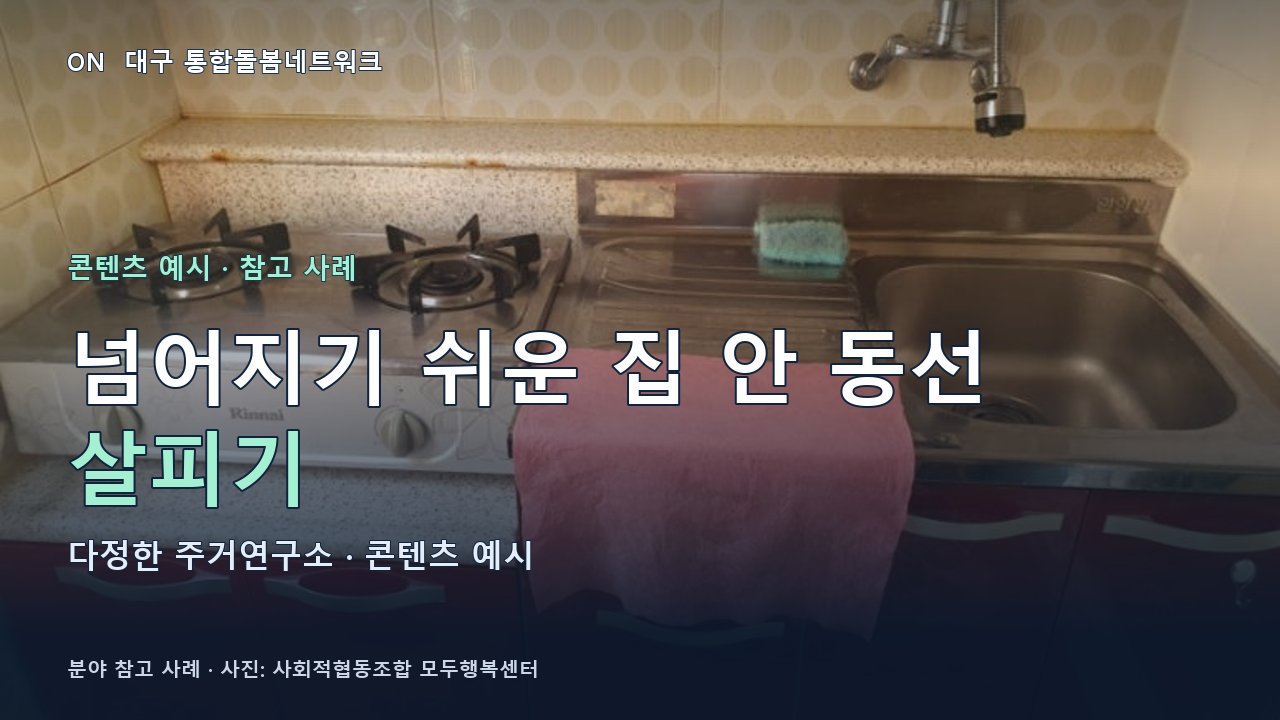 ON 대구 통합돌봄네트워크
콘텐츠 예시 · 참고 사례
넘어지기 쉬운 집 안 동선
살피기
Rinnai
다정한 주거연구소 · 콘텐츠 예시
분야 참고 사례 · 사진: 사회적협동조합 모두행복센터